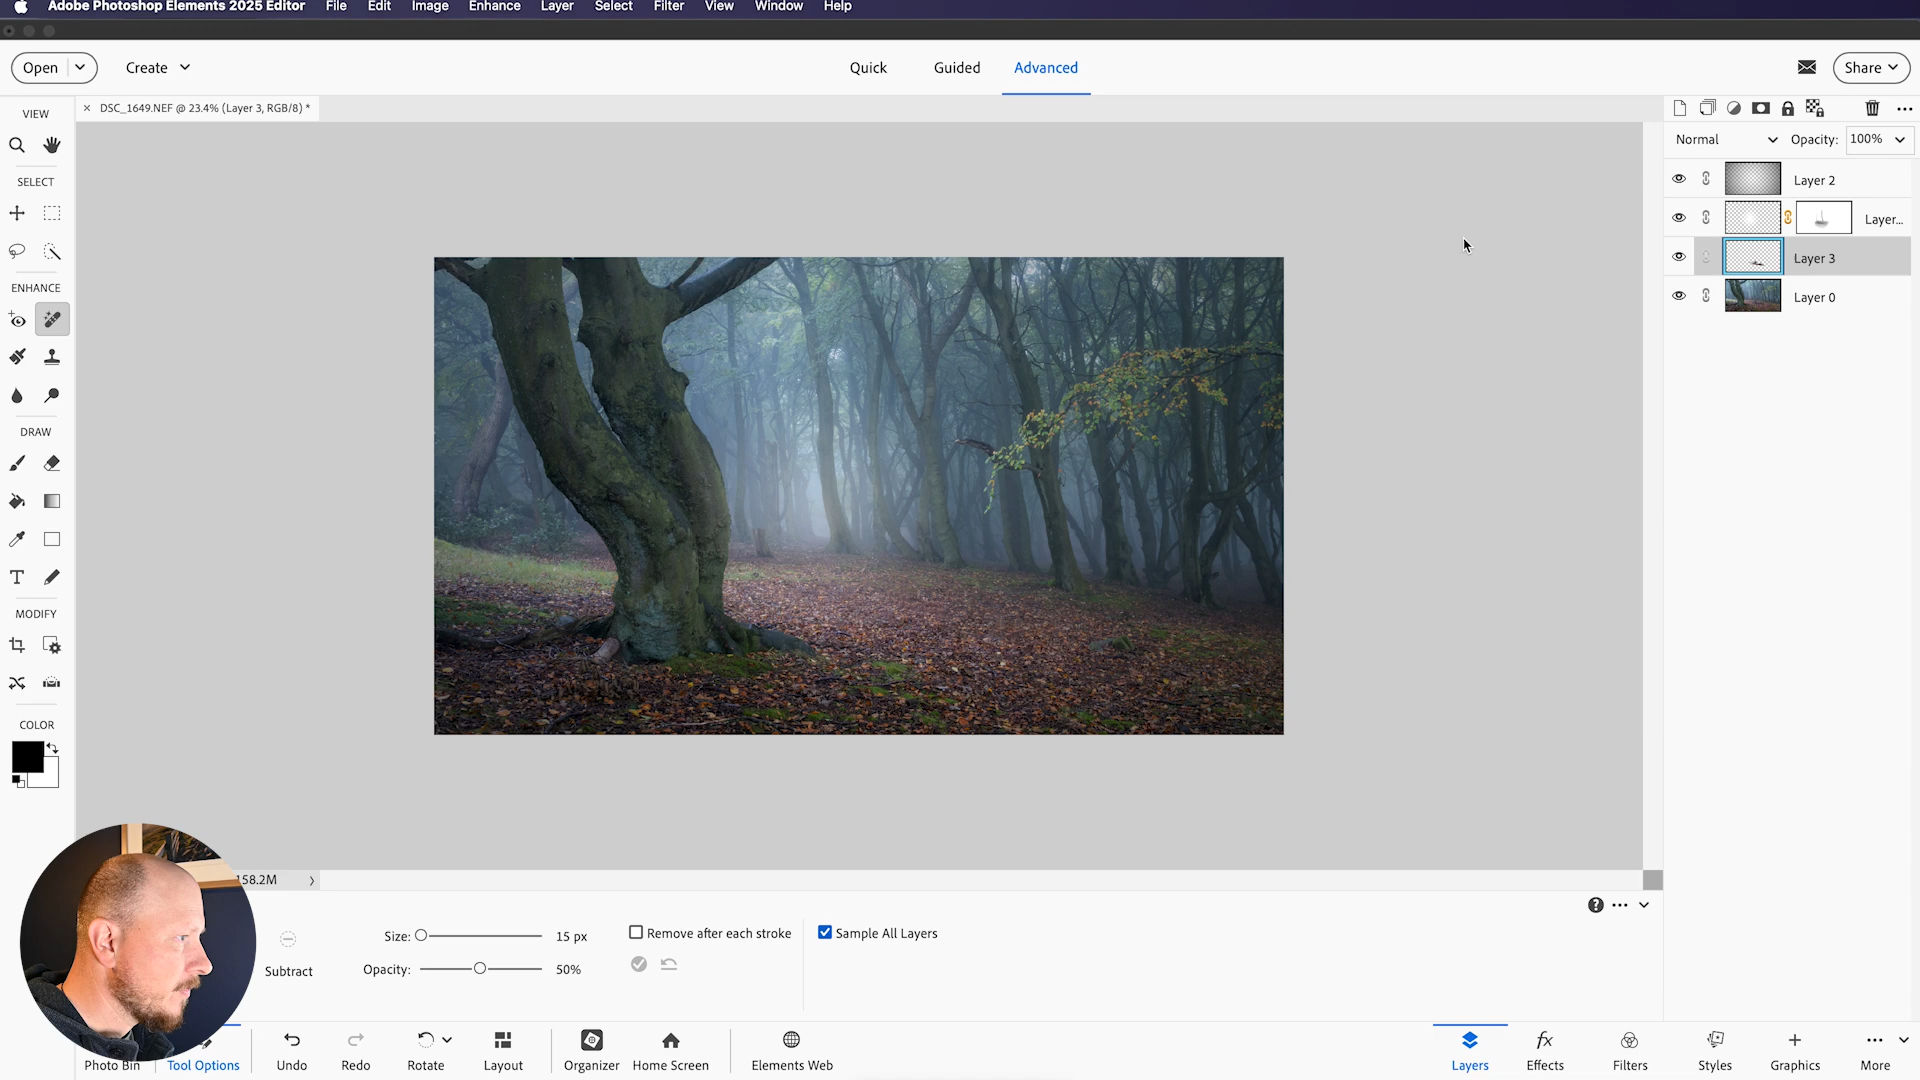 Adobe Photoshop Elements 2025 Editor File Edit Image Enhance Layer Select Filter View Window Help
Open Create Quick Guided Advanced Share
VIEW
× DSC_1649.NEF @ 23.4% (Layer 3, RGB/8) *
Normal Opacity: 100%
SELECT
Layer 2
Layer...
Layer 3
ENHANCE
Layer 0
DRAW
T
MODIFY
COLOR
158.2M
Size: 15 px Remove after each stroke Sample All Layers
Subtract Opacity: 50%
Photo Bin Tool Options Undo Redo Rotate Layout Organizer Home Screen Elements Web Layers Effects Filters Styles Graphics More